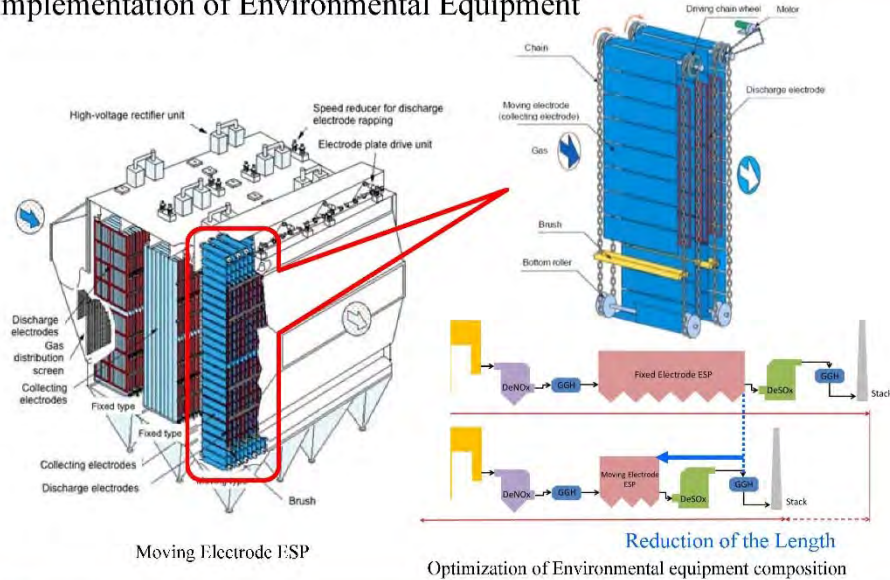 mplementation of Environmental Equipment
High-voltage rectifier unit
Speed reducer for discharge
electrode rapping
Electrode plate drive unit
Discharge
electrodes
Gas
distribution
screen
Collecting
electrodes
Fixed type
Fixed type
Collecting electrodes
Discharge electrodes
Brush
Moving Electrode ESP
Driving chain wheel
Motor
Chain
Moving electrode
(collecting electrode)
Discharge electrode
Gas
Brush
Bottom roller
DeNOx
GGH
Fixed Electrode ESP
DeSOx
GGH
Stack
DeNOx
GGH
Moving Electrode
ESP
DeSOx
GGH
Stack
Reduction of the Length
Optimization of Environmental equipment composition